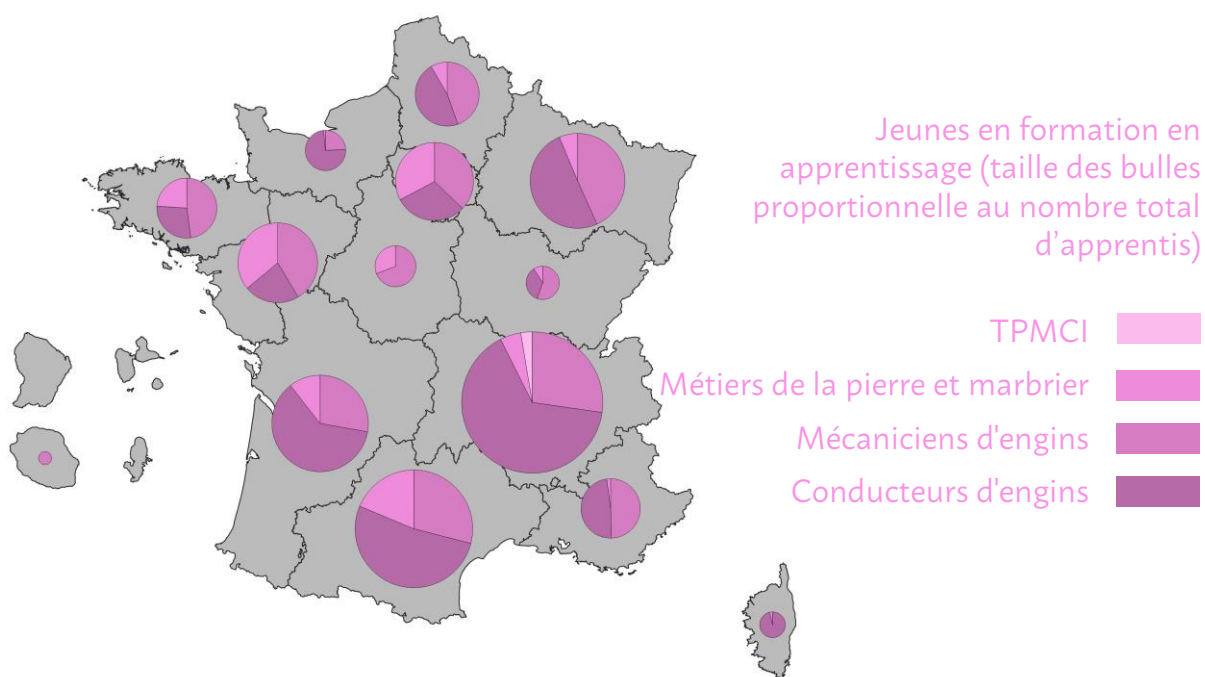 Jeunes en formation en
apprentissage (taille des bulles
proportionnelle au nombre total
d’apprentis)
TPMCI
Métiers de la pierre et marbrier
Mécaniciens d'engins
Conducteurs d'engins